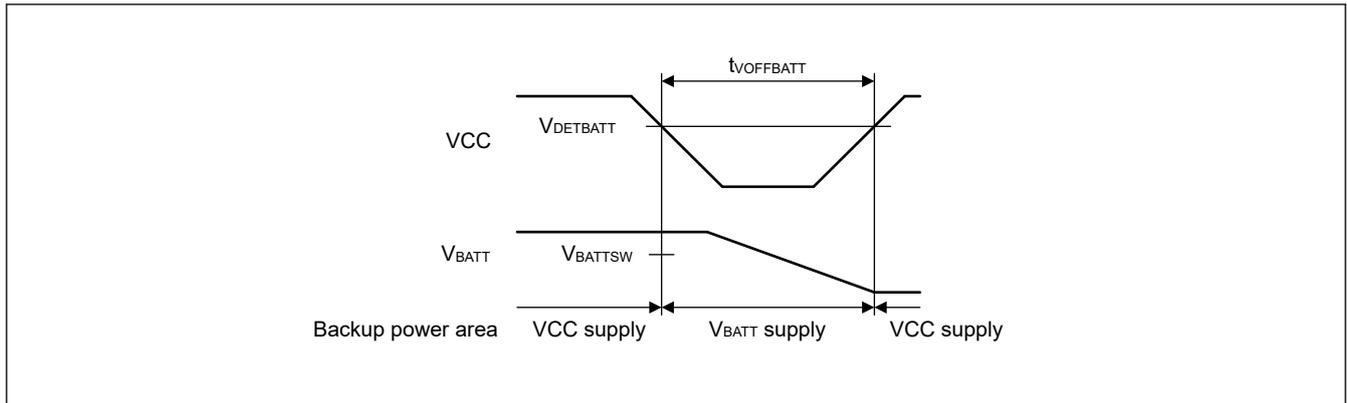 tVOFFBATT
VDETBATT
VCC
VBATT
VBATTSW
Backup power area
VCC supply
VBATT supply
VCC supply